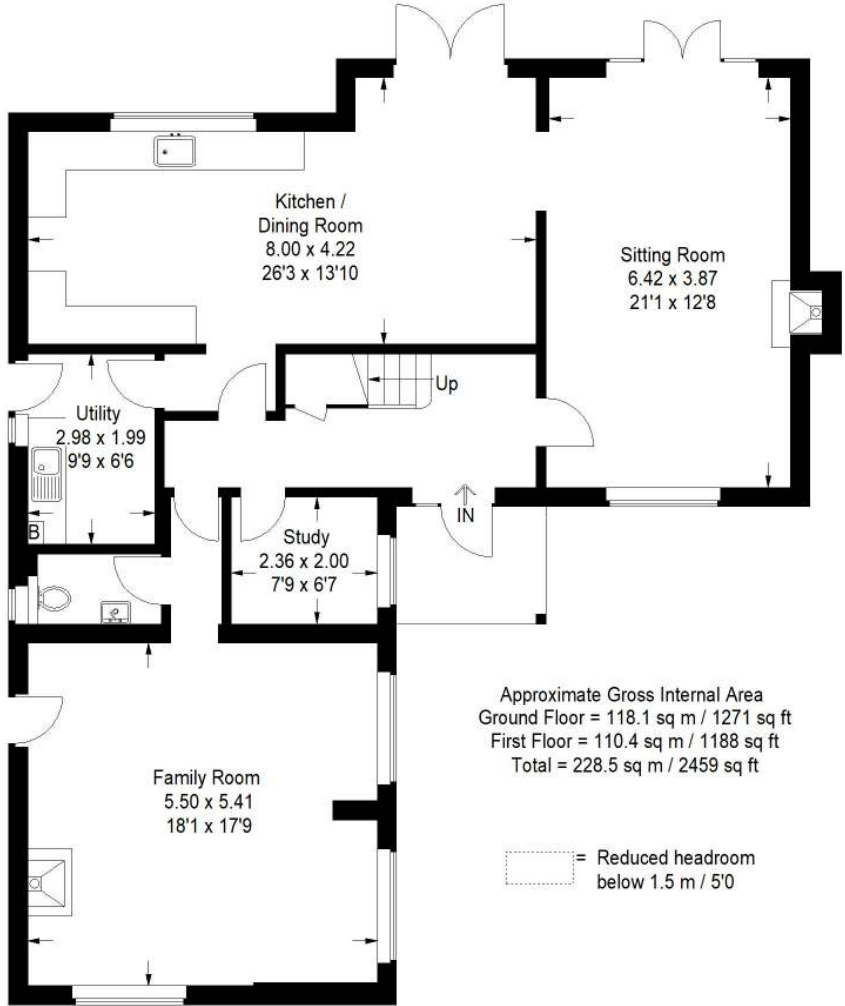 Kitchen /
Dining Room
8.00 x 4.22
26'3 x 13'10
Sitting Room
6.42 x 3.87
21'1 x 12'8
Up
Utility
2.98 x 1.99
9'9 x 6'6
B
IN
Study
2.36 x 2.00
7'9 x 6'7
Family Room
5.50 x 5.41
18'1 x 17'9
Approximate Gross Internal Area
Ground Floor = 118.1 sq m / 1271 sq ft
First Floor = 110.4 sq m / 1188 sq ft
Total = 228.5 sq m / 2459 sq ft
= Reduced headroom
below 1.5 m / 5'0